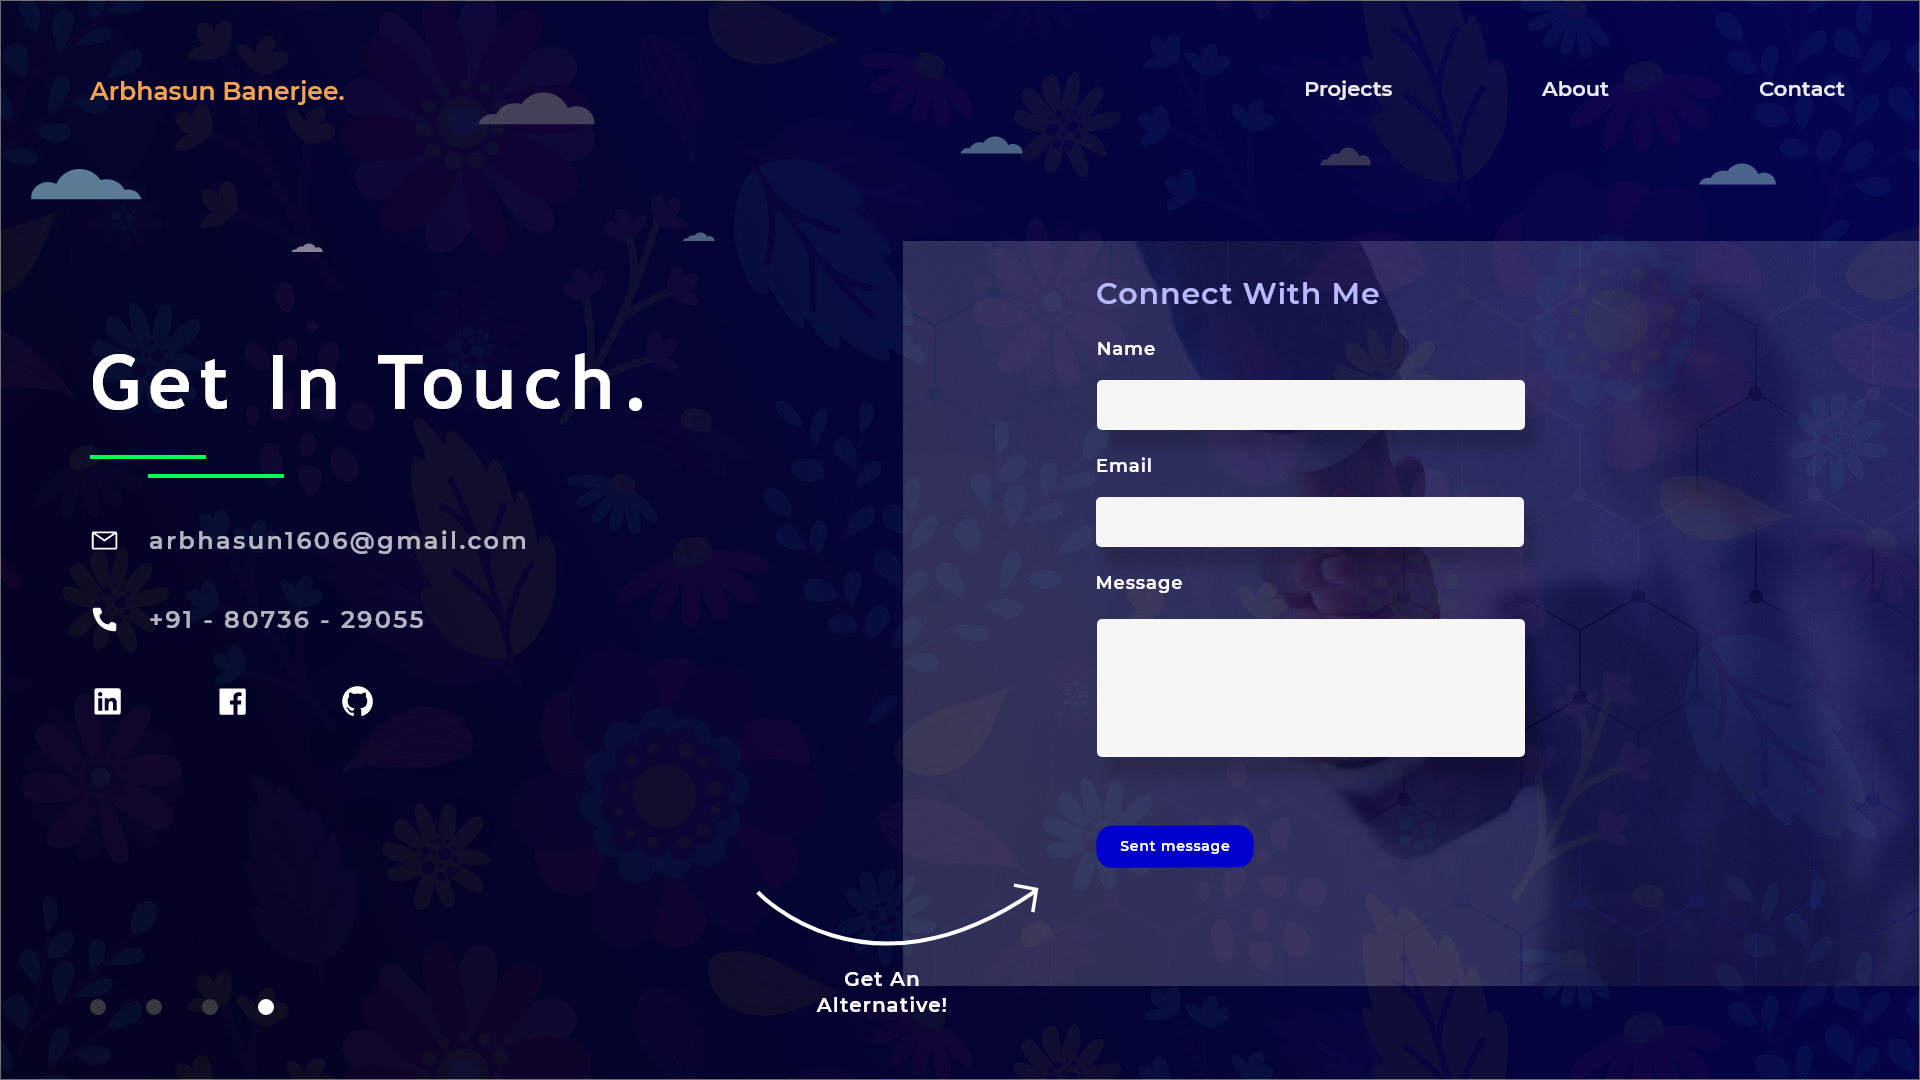 Arbhasun Banerjee.
Projects
About
Contact
Get In Touch.
arbhasun1606@gmail.com
+91 - 80736 - 29055
Connect With Me
Name
Email
Message
Sent message
Get An
Alternative!